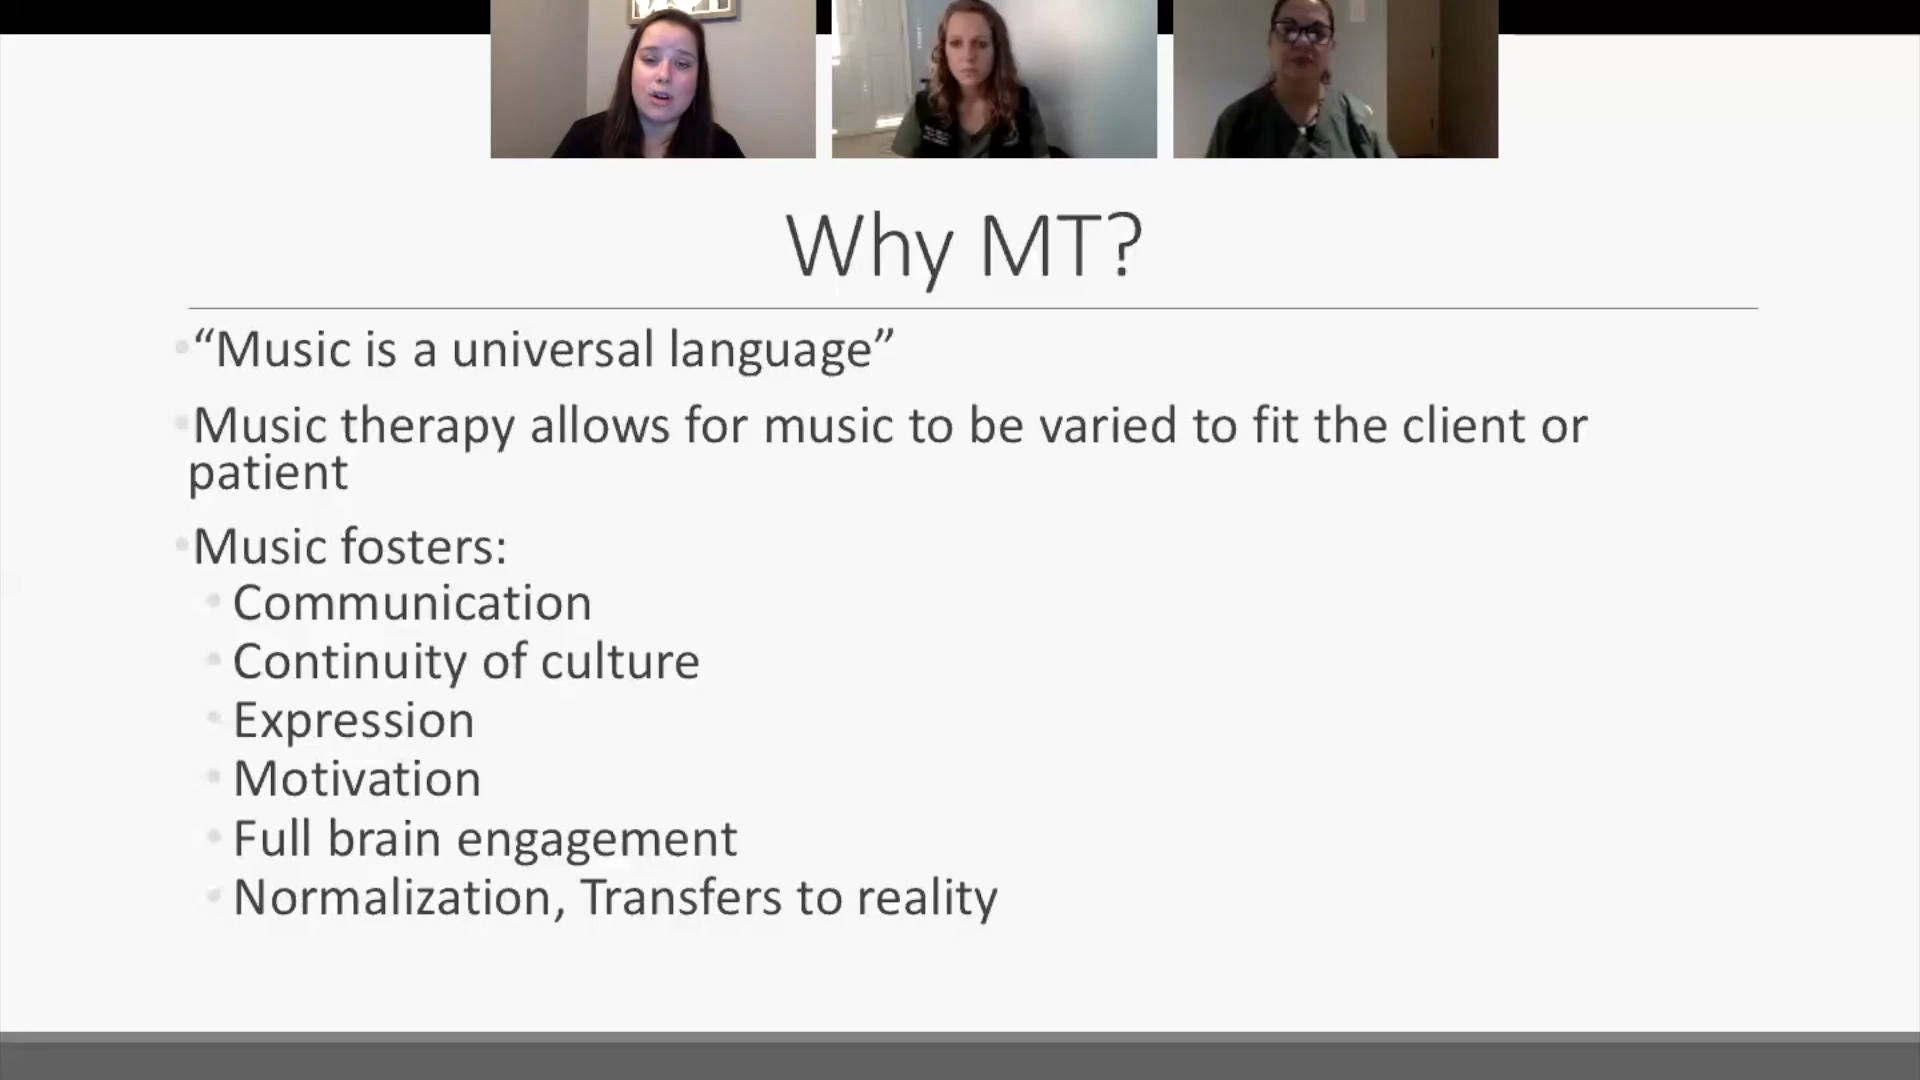 Why MT?
“Music is a universal language”
Music therapy allows for music to be varied to fit the client or
patient
Music fosters:
Communication
Continuity of culture
Expression
Motivation
Full brain engagement
Normalization, Transfers to reality